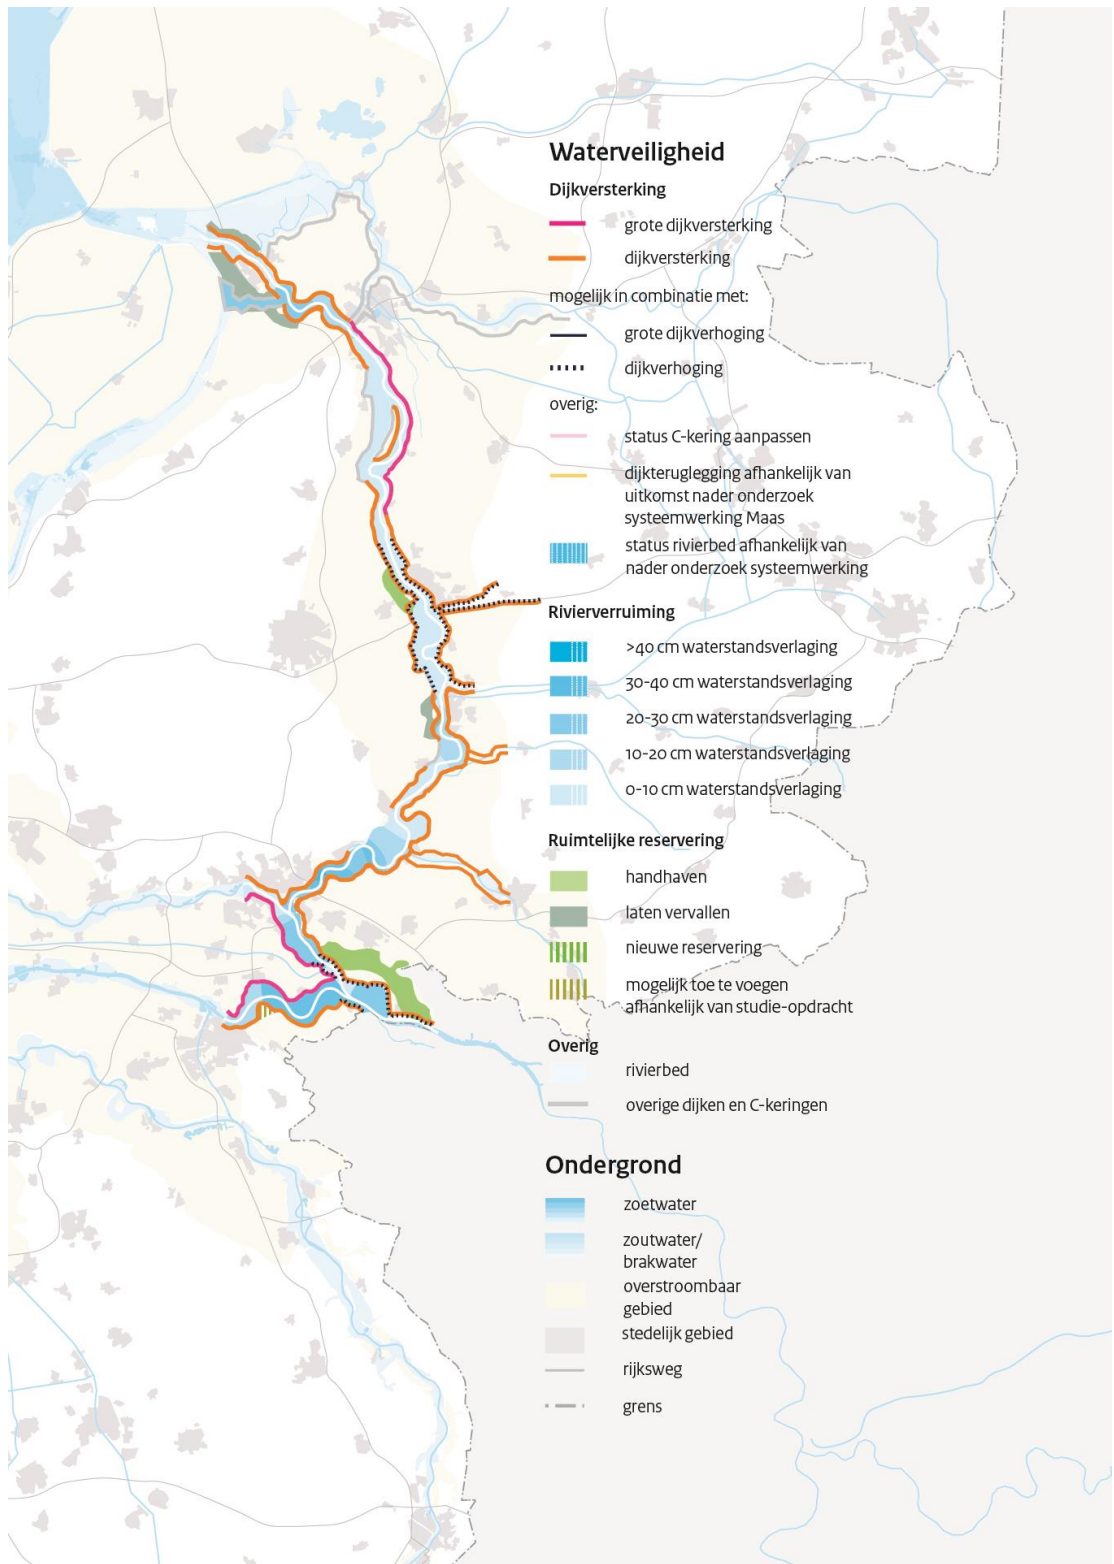 Waterveiligheid
Dijkversterking
grote dijkversterking
dijkversterking
mogelijk in combinatie met:
grote dijkverhoging
dijkverhoging
overig:
status C-kering aanpassen
dijkteruglegging afhankelijk van
uitkomst nader onderzoek
systeemwerking Maas
status rivierbed afhankelijk van
nader onderzoek systeemwerking
Rivierverruiming
>40 cm waterstandsverlaging
30-40 cm waterstandsverlaging
20-30 cm waterstandsverlaging
10-20 cm waterstandsverlaging
0-10 cm waterstandsverlaging
Ruimtelijke reservering
handhaven
laten vervallen
nieuwe reservering
mogelijk toe te voegen
afhankelijk van studie-opdracht
Overig
rivierbed
overige dijken en C-keringen
Ondergrond
zoetwater
zoutwater/
brakwater
overstroombaar
gebied
stedelijk gebied
rijksweg
grens